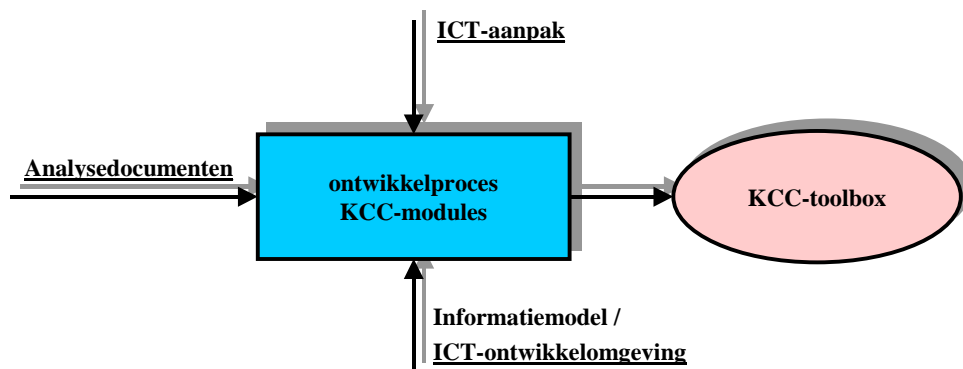 ICT-aanpak
Analysedocumenten
ontwikkelproces
KCC-modules
KCC-toolbox
Informatiemodel /
ICT-ontwikkelomgeving